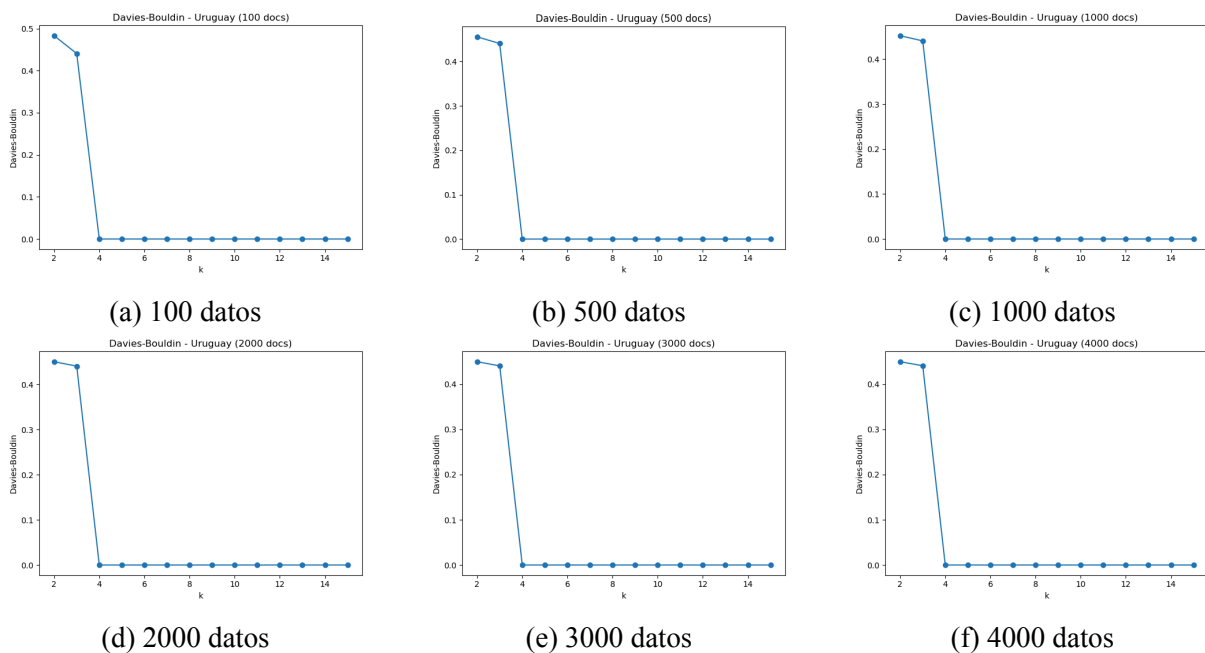 Davies-Bouldin - Uruguay (100 docs)
0.5
0.4
0.3
0.2
0.1
0.0
Davies-Bouldin
2 4 6 8 10 12 14
k
(a) 100 datos
Davies-Bouldin - Uruguay (500 docs)
0.4
0.3
0.2
0.1
0.0
Davies-Bouldin
2 4 6 8 10 12 14
k
(b) 500 datos
Davies-Bouldin - Uruguay (1000 docs)
0.4
0.3
0.2
0.1
0.0
Davies-Bouldin
2 4 6 8 10 12 14
k
(c) 1000 datos
Davies-Bouldin - Uruguay (2000 docs)
0.4
0.3
0.2
0.1
0.0
Davies-Bouldin
2 4 6 8 10 12 14
k
(d) 2000 datos
Davies-Bouldin - Uruguay (3000 docs)
0.4
0.3
0.2
0.1
0.0
Davies-Bouldin
2 4 6 8 10 12 14
k
(e) 3000 datos
Davies-Bouldin - Uruguay (4000 docs)
0.4
0.3
0.2
0.1
0.0
Davies-Bouldin
2 4 6 8 10 12 14
k
(f) 4000 datos